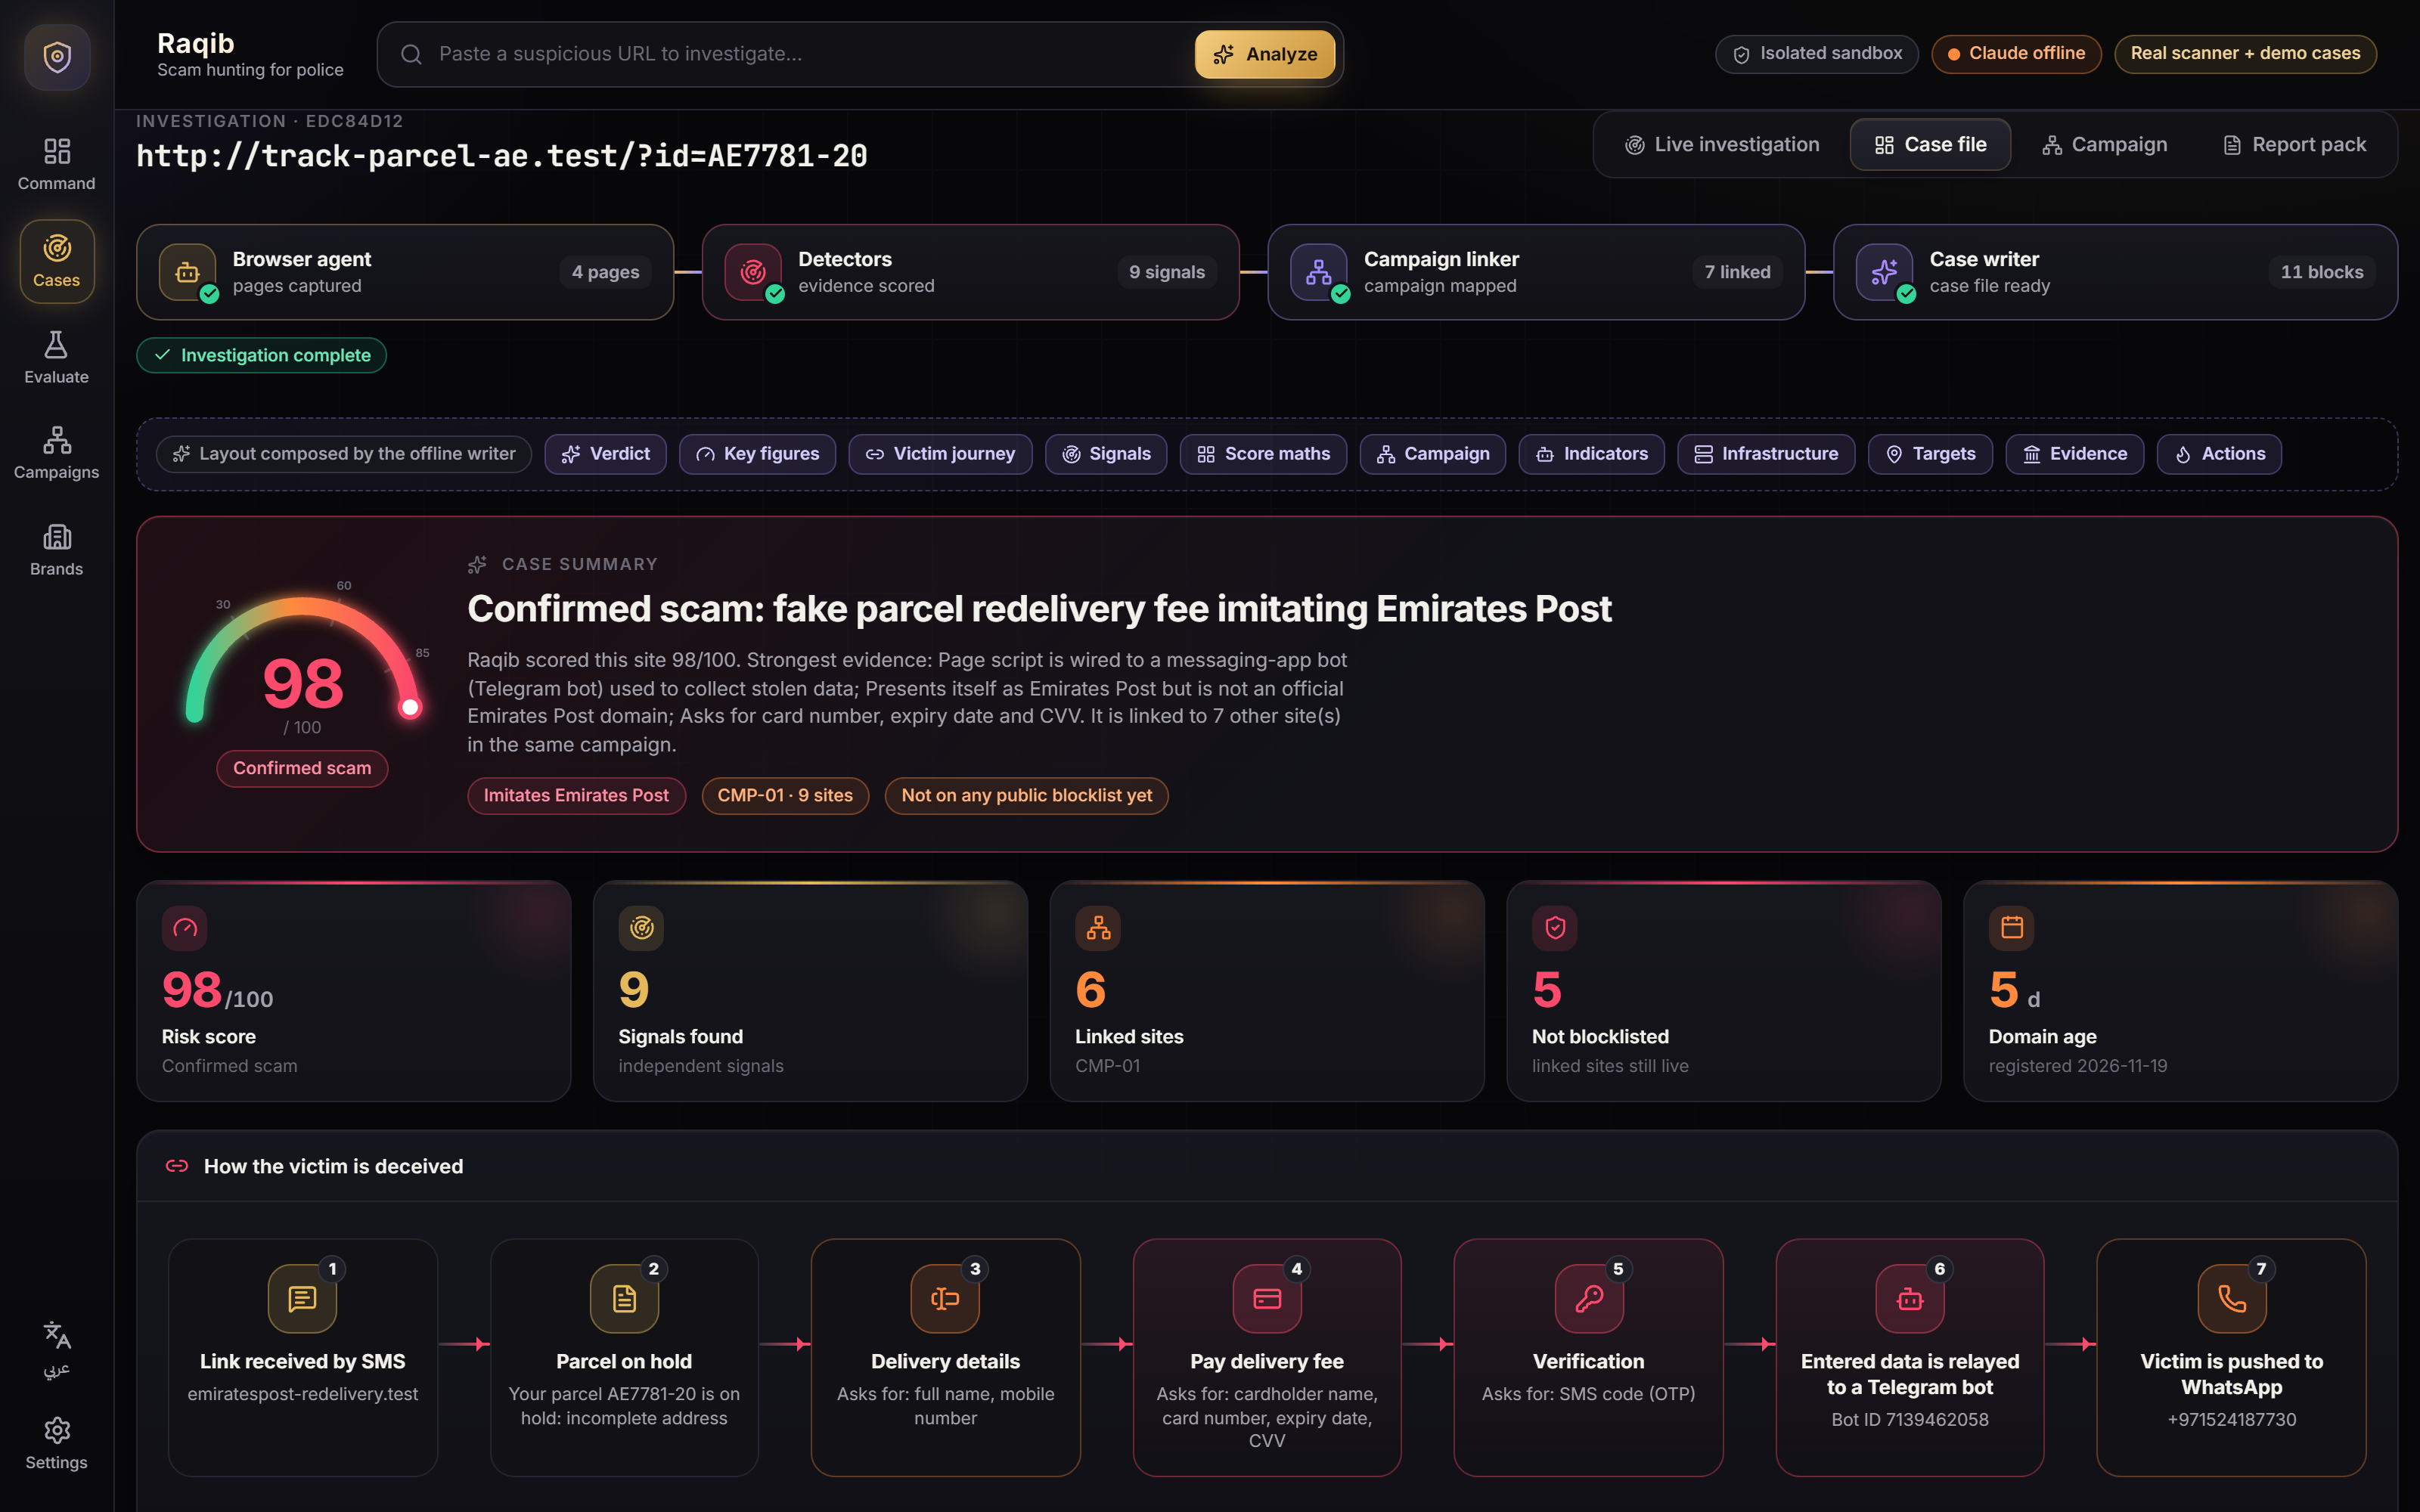 Raqib
Scam hunting for police
Paste a suspicious URL to investigate...
Analyze
Isolated sandbox
Claude offline
Real scanner + demo cases
Command
Cases
Evaluate
Campaigns
Brands
عربي
Settings
INVESTIGATION · EDC84D12
http://track-parcel-ae.test/?id=AE7781-20
Live investigation
Case file
Campaign
Report pack
Browser agent
pages captured
4 pages
Detectors
evidence scored
9 signals
Campaign linker
campaign mapped
7 linked
Case writer
case file ready
11 blocks
Investigation complete
Layout composed by the offline writer
Verdict
Key figures
Victim journey
Signals
Score maths
Campaign
Indicators
Infrastructure
Targets
Evidence
Actions
30
60
85
98
/ 100
Confirmed scam
CASE SUMMARY
Confirmed scam: fake parcel redelivery fee imitating Emirates Post
Raqib scored this site 98/100. Strongest evidence: Page script is wired to a messaging-app bot
(Telegram bot) used to collect stolen data; Presents itself as Emirates Post but is not an official
Emirates Post domain; Asks for card number, expiry date and CVV. It is linked to 7 other site(s)
in the same campaign.
Imitates Emirates Post
CMP-01 · 9 sites
Not on any public blocklist yet
98/100
Risk score
Confirmed scam
9
Signals found
independent signals
6
Linked sites
CMP-01
5
Not blocklisted
linked sites still live
5 d
Domain age
registered 2026-11-19
How the victim is deceived
1
Link received by SMS
emiratespost-redelivery.test
2
Parcel on hold
Your parcel AE7781-20 is on
hold: incomplete address
3
Delivery details
Asks for: full name, mobile
number
4
Pay delivery fee
Asks for: cardholder name,
card number, expiry date,
CVV
5
Verification
Asks for: SMS code (OTP)
6
Entered data is relayed
to a Telegram bot
Bot ID 7139462058
7
Victim is pushed to
WhatsApp
+971524187730